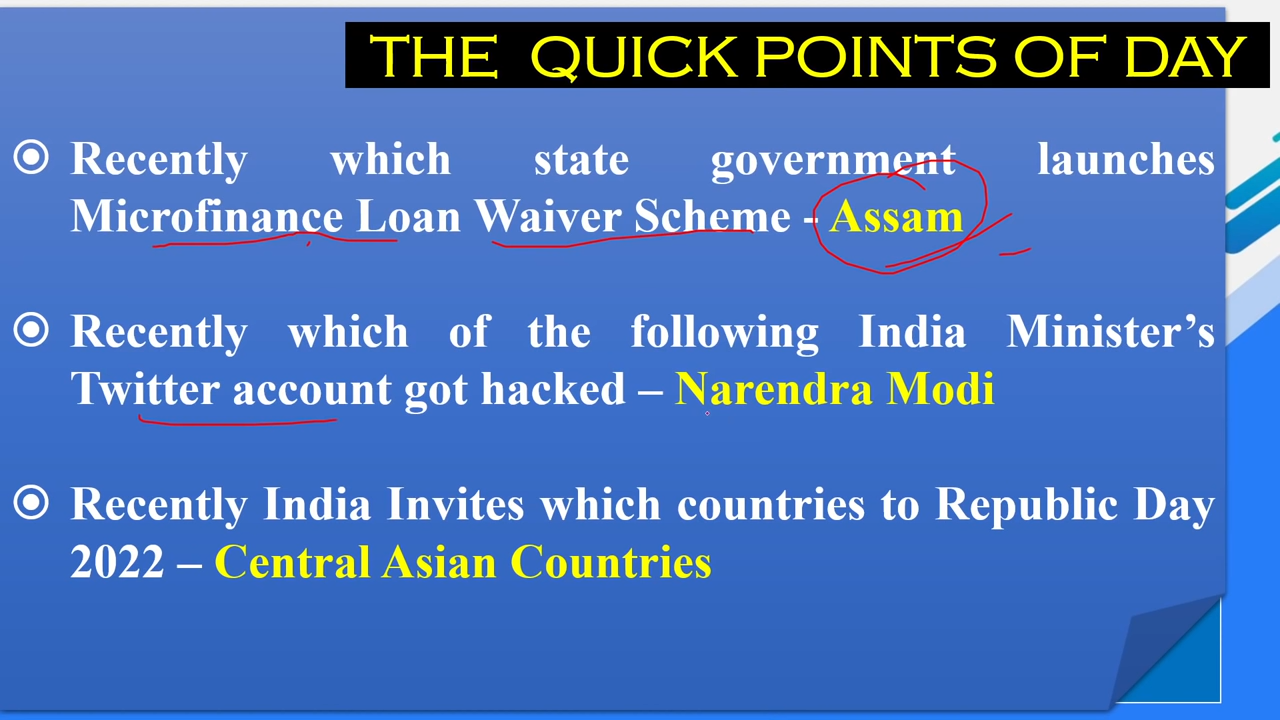 THE QUICK POINTS OF DAY
Recently which state government launches
Microfinance Loan Waiver Scheme - Assam
Recently which of the following India Minister’s
Twitter account got hacked – Narendra Modi
Recently India Invites which countries to Republic Day
2022 – Central Asian Countries